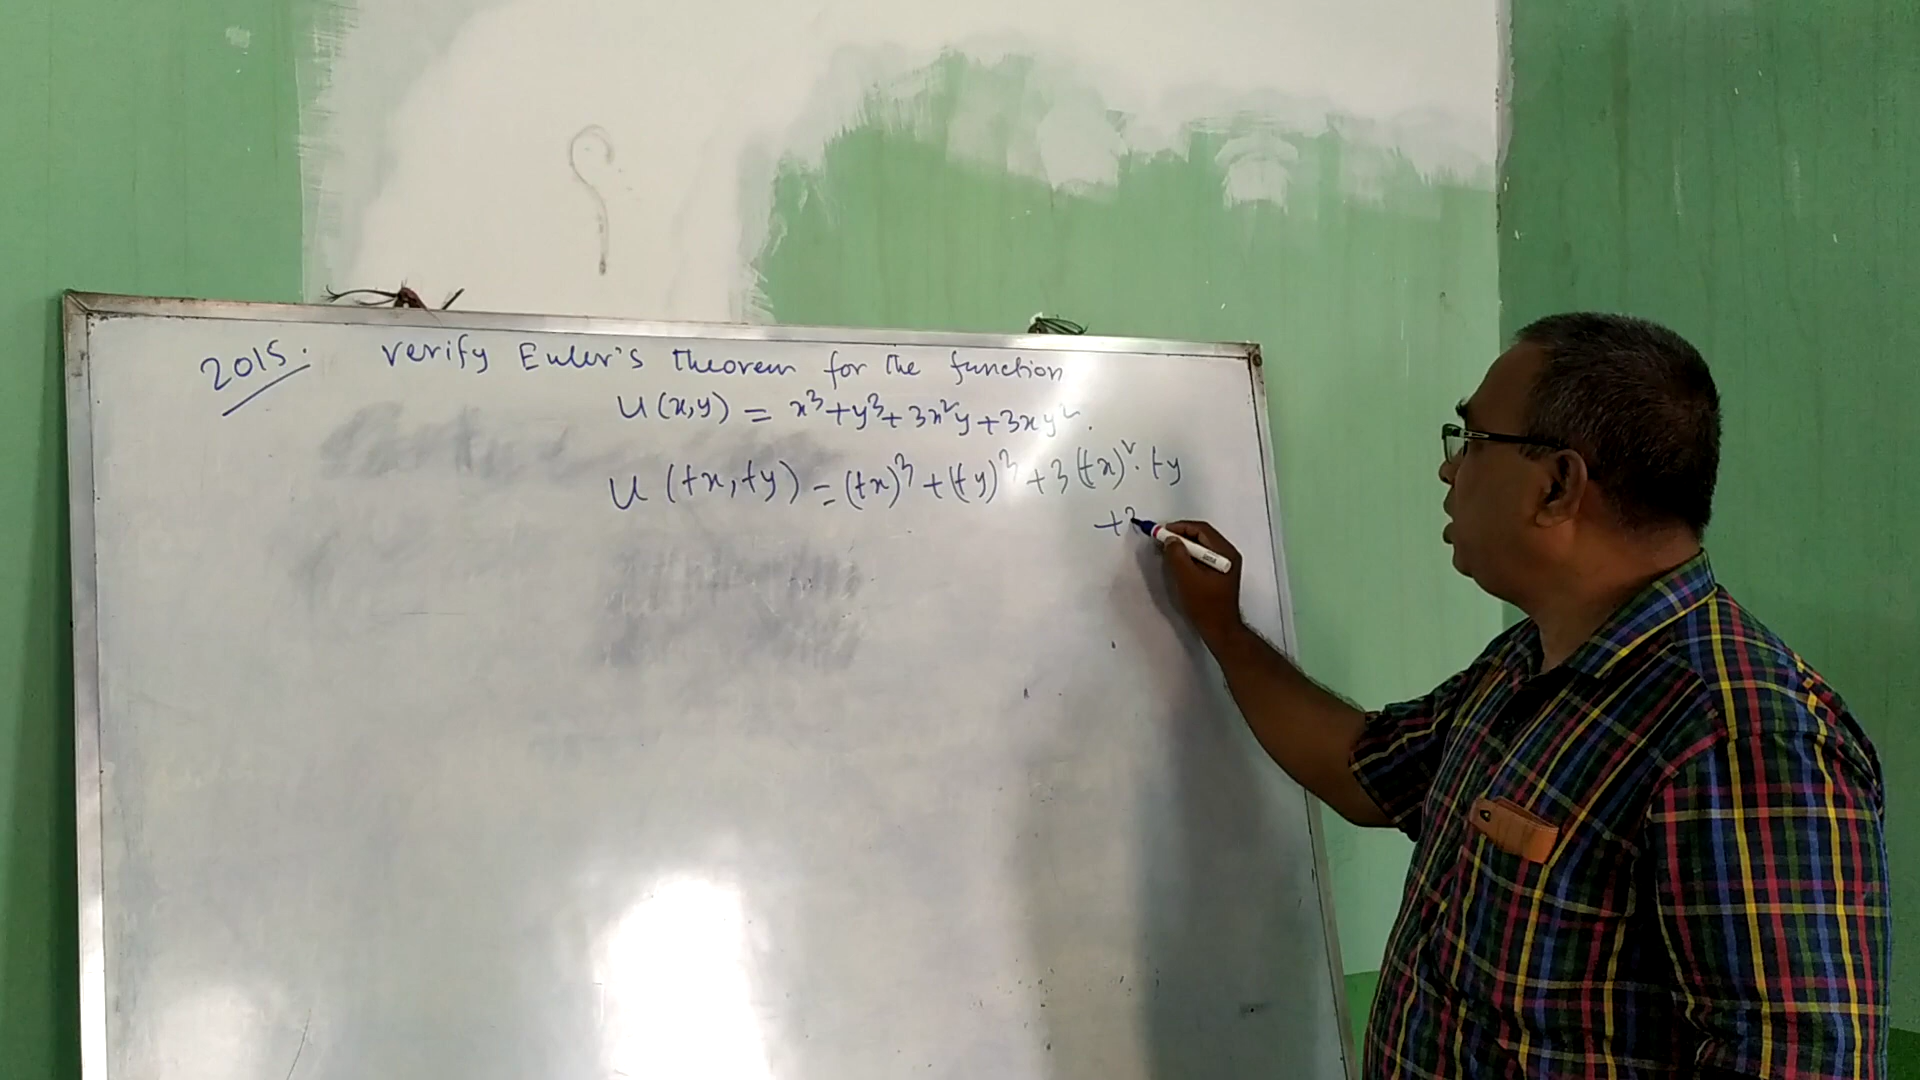 2015. verify Euler's theorem for the function
U(x,y) = x³+y³+3x²y+3xy².
U(tx,ty) = (tx)³+(ty)³+3(tx)².ty
+3